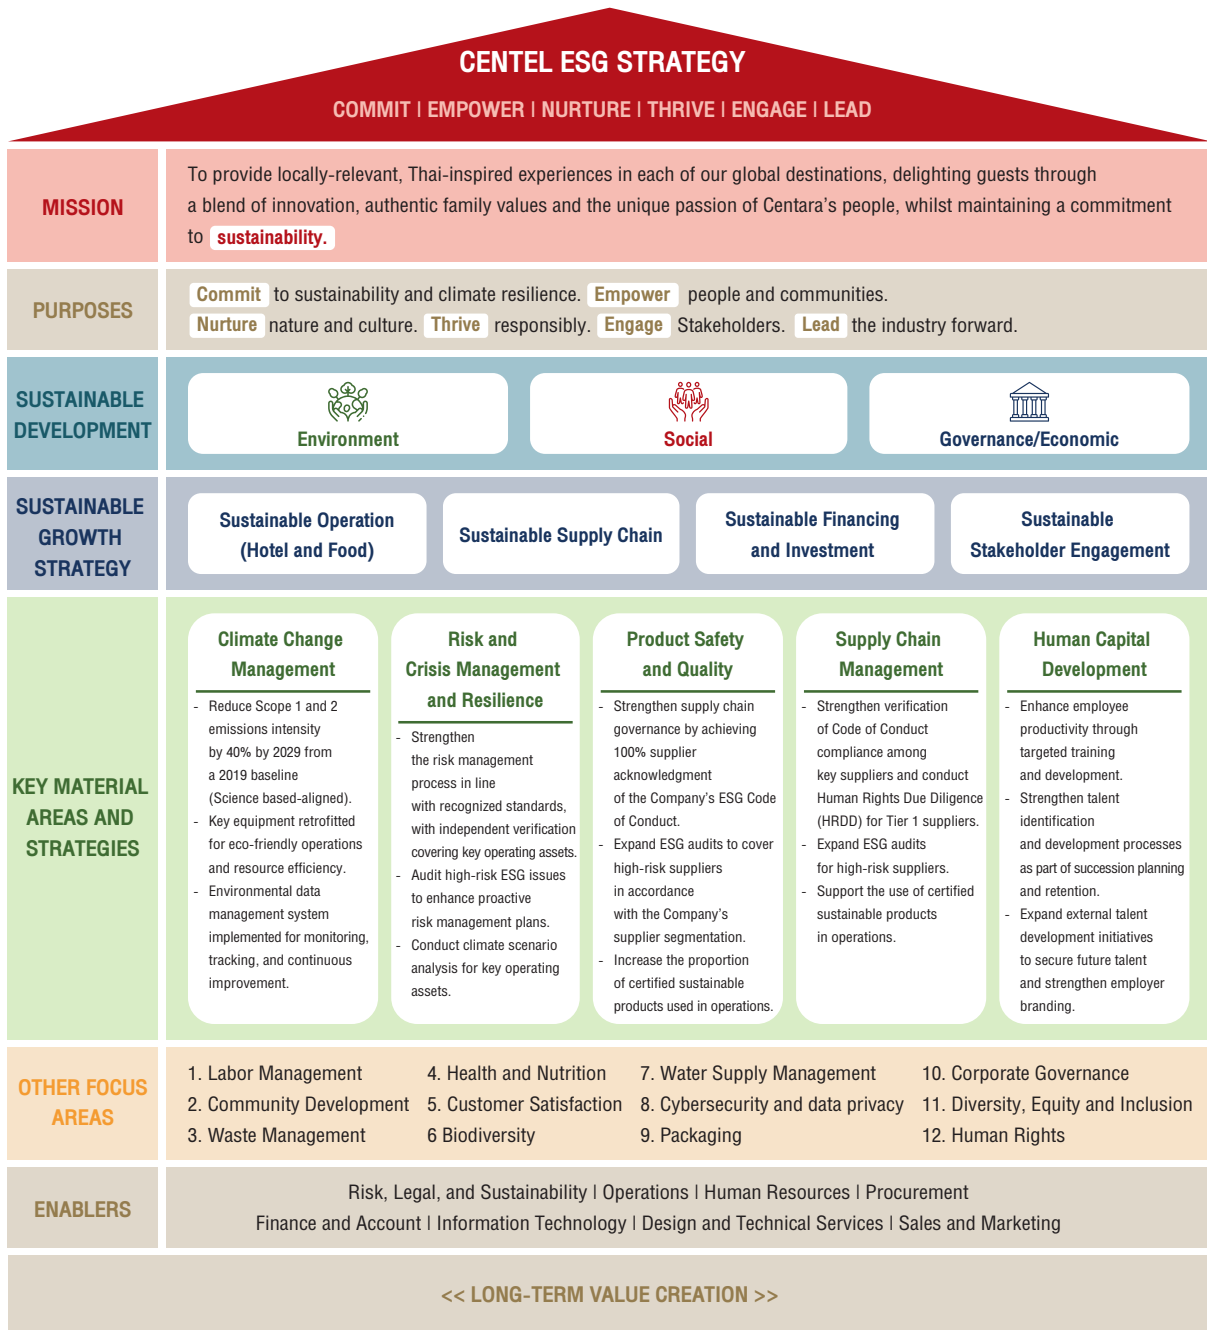 CENTEL ESG STRATEGY
COMMIT | EMPOWER | NURTURE | THRIVE | ENGAGE | LEAD
MISSION
To provide locally-relevant, Thai-inspired experiences in each of our global destinations, delighting guests through
a blend of innovation, authentic family values and the unique passion of Centara's people, whilst maintaining a commitment
to sustainability.
PURPOSES
Commit to sustainability and climate resilience. Empower people and communities.
Nurture nature and culture. Thrive responsibly. Engage Stakeholders. Lead the industry forward.
SUSTAINABLE
DEVELOPMENT
Environment
Social
Governance/Economic
SUSTAINABLE
GROWTH
STRATEGY
Sustainable Operation
(Hotel and Food)
Sustainable Supply Chain
Sustainable Financing
and Investment
Sustainable
Stakeholder Engagement
KEY MATERIAL
AREAS AND
STRATEGIES
Climate Change
Management
- Reduce Scope 1 and 2
emissions intensity
by 40% by 2029 from
a 2019 baseline
(Science based-aligned).
- Key equipment retrofitted
for eco-friendly operations
and resource efficiency.
- Environmental data
management system
implemented for monitoring,
tracking, and continuous
improvement.
Risk and
Crisis Management
and Resilience
- Strengthen
the risk management
process in line
with recognized standards,
with independent verification
covering key operating assets.
- Audit high-risk ESG issues
to enhance proactive
risk management plans.
- Conduct climate scenario
analysis for key operating
assets.
Product Safety
and Quality
- Strengthen supply chain
governance by achieving
100% supplier
acknowledgment
of the Company's ESG Code
of Conduct.
- Expand ESG audits to cover
high-risk suppliers
in accordance
with the Company's
supplier segmentation.
- Increase the proportion
of certified sustainable
products used in operations.
Supply Chain
Management
- Strengthen verification
of Code of Conduct
compliance among
key suppliers and conduct
Human Rights Due Diligence
(HRDD) for Tier 1 suppliers.
- Expand ESG audits
for high-risk suppliers.
- Support the use of certified
sustainable products
in operations.
Human Capital
Development
- Enhance employee
productivity through
targeted training
and development.
- Strengthen talent
identification
and development processes
as part of succession planning
and retention.
- Expand external talent
development initiatives
to secure future talent
and strengthen employer
branding.
OTHER FOCUS
AREAS
1. Labor Management
2. Community Development
3. Waste Management
4. Health and Nutrition
5. Customer Satisfaction
6 Biodiversity
7. Water Supply Management
8. Cybersecurity and data privacy
9. Packaging
10. Corporate Governance
11. Diversity, Equity and Inclusion
12. Human Rights
ENABLERS
Risk, Legal, and Sustainability | Operations | Human Resources | Procurement
Finance and Account | Information Technology | Design and Technical Services | Sales and Marketing
<< LONG-TERM VALUE CREATION >>